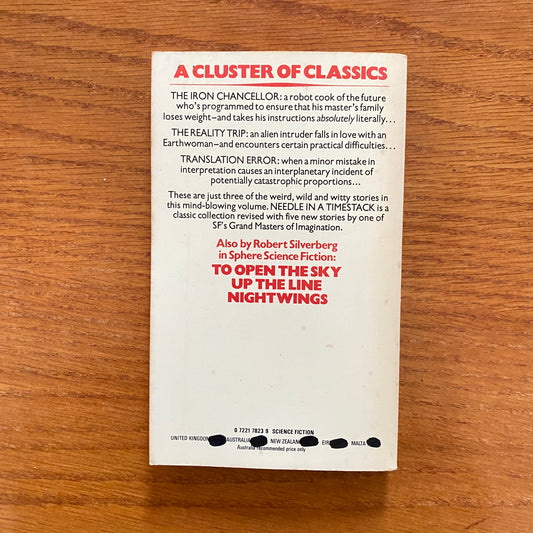 A CLUSTER OF CLASSICS
THE IRON CHANCELLOR: a robot cook of the future
who's programmed to ensure that his master's family
loses weight–and takes his instructions absolutely literally...
THE REALITY TRIP: an alien intruder falls in love with an
Earthwoman–and encounters certain practical difficulties...
TRANSLATION ERROR: when a minor mistake in
interpretation causes an interplanetary incident of
potentially catastrophic proportions...
These are just three of the weird, wild and witty stories in
this mind-blowing volume. NEEDLE IN A TIMESTACK is a
classic collection revised with five new stories by one of
SF's Grand Masters of Imagination.
Also by Robert Silverberg
in Sphere Science Fiction:
TO OPEN THE SKY
UP THE LINE
NIGHTWINGS
0 7221 7823 9 SCIENCE FICTION
UNITED KINGDOM AUSTRALIA NEW ZEALAND EIRE MALTA
Australia recommended price only